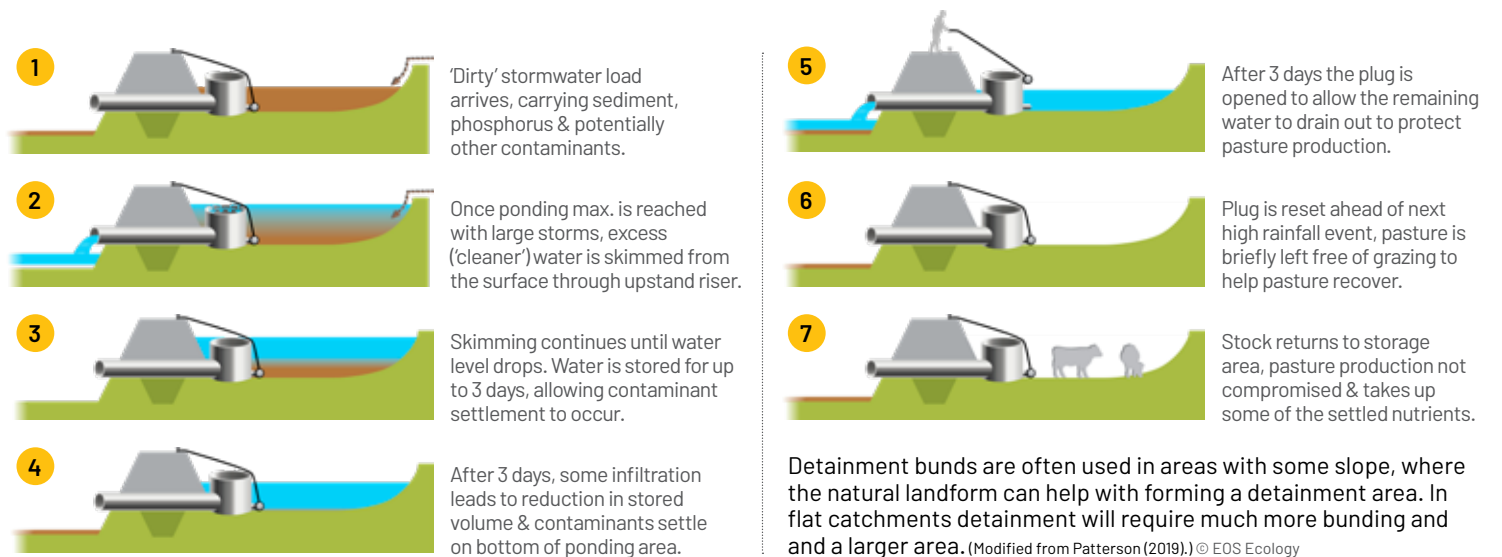 1
'Dirty' stormwater load
arrives, carrying sediment,
phosphorus & potentially
other contaminants.
2
Once ponding max. is reached
with large storms, excess
('cleaner') water is skimmed from
the surface through upstand riser.
3
Skimming continues until water
level drops. Water is stored for up
to 3 days, allowing contaminant
settlement to occur.
4
After 3 days, some infiltration
leads to reduction in stored
volume & contaminants settle
on bottom of ponding area.
5
After 3 days the plug is
opened to allow the remaining
water to drain out to protect
pasture production.
6
Plug is reset ahead of next
high rainfall event, pasture is
briefly left free of grazing to
help pasture recover.
7
Stock returns to storage
area, pasture production not
compromised & takes up
some of the settled nutrients.
Detainment bunds are often used in areas with some slope, where
the natural landform can help with forming a detainment area. In
flat catchments detainment will require much more bunding and
and a larger area. (Modified from Patterson (2019).) © EOS Ecology